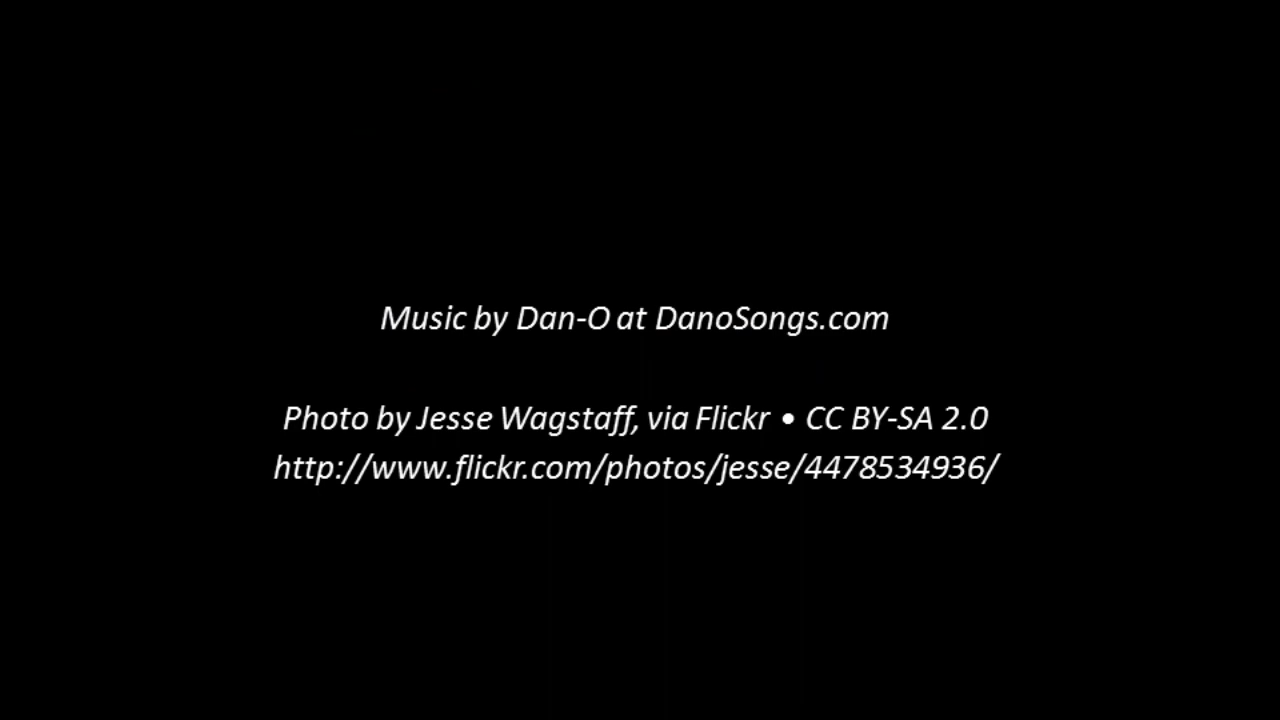 Music by Dan-O at DanoSongs.com
Photo by Jesse Wagstaff, via Flickr • CC BY-SA 2.0
http://www.flickr.com/photos/jesse/4478534936/